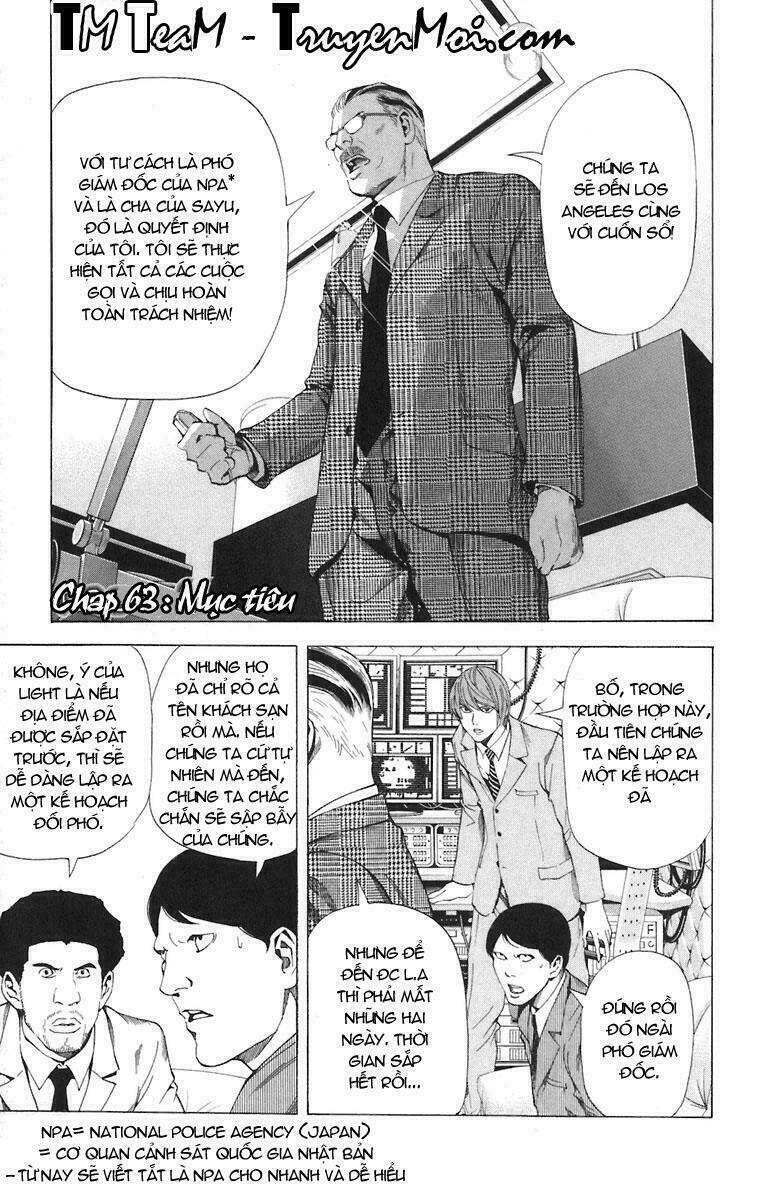 TM TeaM - TruyenMoi.com
CHÚNG TA
SẼ ĐẾN LOS
ANGELES CÙNG
VỚI CUỐN SỔ!
VỚI TƯ CÁCH LÀ PHÓ
GIÁM ĐỐC CỦA NPA*
VÀ LÀ CHA CỦA SAYU,
ĐÓ LÀ QUYẾT ĐỊNH
CỦA TÔI. TÔI SẼ THỰC
HIỆN TẤT CẢ CÁC CUỘC
GỌI VÀ CHỊU HOÀN
TOÀN TRÁCH NHIỆM!
Chap 63 : Mục tiêu
BỐ, TRONG
TRƯỜNG HỢP NÀY,
ĐẦU TIÊN CHÚNG
TA NÊN LẬP RA
MỘT KẾ HOẠCH
ĐÃ
ĐÚNG RỒI
ĐÓ NGÀI
PHÓ GIÁM
ĐỐC.
NHƯNG ĐỂ
ĐẾN ĐC L.A
THÌ PHẢI MẤT
NHỮNG HAI
NGÀY. THỜI
GIAN SẮP
HẾT RỒI...
NHƯNG HỌ
ĐÃ CHỈ RÕ CẢ
TÊN KHÁCH SẠN
RỒI MÀ. NẾU
CHÚNG TA CỨ TỰ
NHIÊN MÀ ĐẾN,
CHÚNG TA CHẮC
CHẮN SẼ SẬP BẪY
CỦA CHÚNG.
KHÔNG, Ý CỦA
LIGHT LÀ NẾU
ĐỊA ĐIỂM ĐÃ
ĐƯỢC SẮP ĐẶT
TRƯỚC, THÌ SẼ
DỄ DÀNG LẬP RA
MỘT KẾ HOẠCH
ĐỐI PHÓ.
NPA= NATIONAL POLICE AGENCY (JAPAN)
= CƠ QUAN CẢNH SÁT QUỐC GIA NHẬT BẢN
- TỪ NAY SẼ VIẾT TẮT LÀ NPA CHO NHANH VÀ DỄ HIỂU